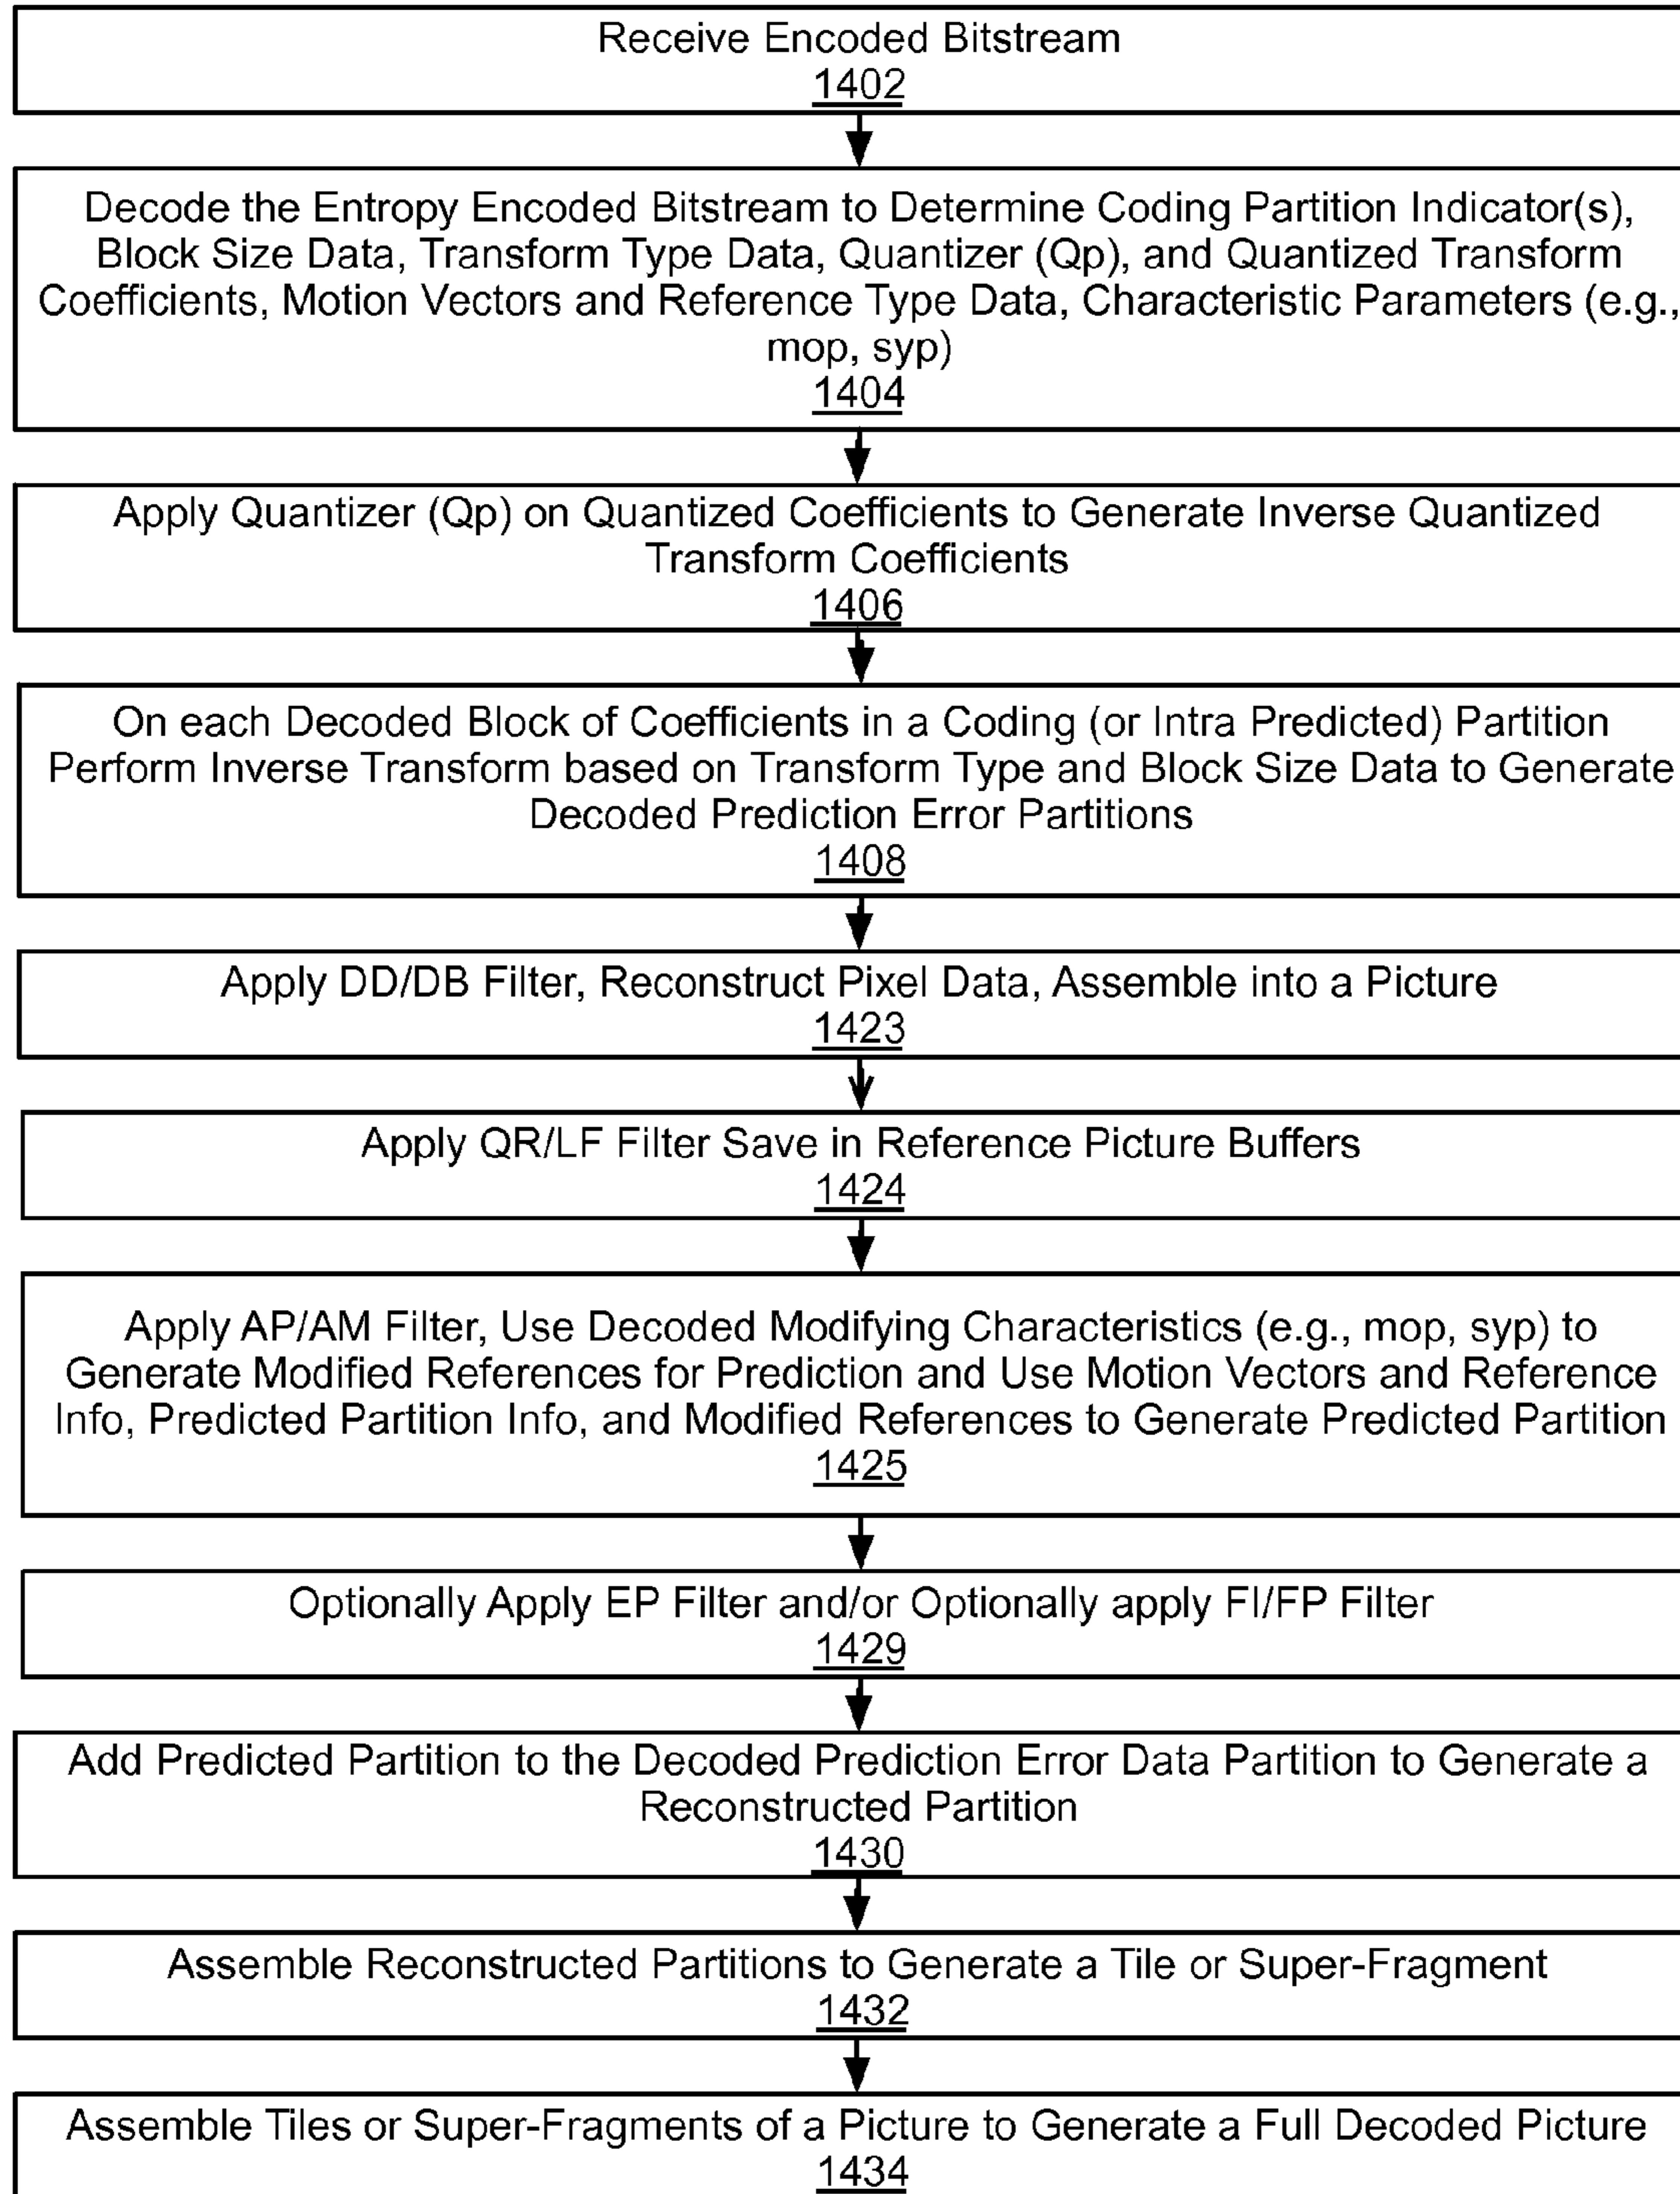 Receive Encoded Bitstream
1402
Decode the Entropy Encoded Bitstream to Determine Coding Partition Indicator(s),
Block Size Data, Transform Type Data, Quantizer (Qp), and Quantized Transform
Coefficients, Motion Vectors and Reference Type Data, Characteristic Parameters (e.g.,
mop, syp)
1404
Apply Quantizer (Qp) on Quantized Coefficients to Generate Inverse Quantized
Transform Coefficients
1406
On each Decoded Block of Coefficients in a Coding (or Intra Predicted) Partition
Perform Inverse Transform based on Transform Type and Block Size Data to Generate
Decoded Prediction Error Partitions
1408
Apply DD/DB Filter, Reconstruct Pixel Data, Assemble into a Picture
1423
Apply QR/LF Filter Save in Reference Picture Buffers
1424
Apply AP/AM Filter, Use Decoded Modifying Characteristics (e.g., mop, syp) to
Generate Modified References for Prediction and Use Motion Vectors and Reference
Info, Predicted Partition Info, and Modified References to Generate Predicted Partition
1425
Optionally Apply EP Filter and/or Optionally apply FI/FP Filter
1429
Add Predicted Partition to the Decoded Prediction Error Data Partition to Generate a
Reconstructed Partition
1430
Assemble Reconstructed Partitions to Generate a Tile or Super-Fragment
1432
Assemble Tiles or Super-Fragments of a Picture to Generate a Full Decoded Picture
1434